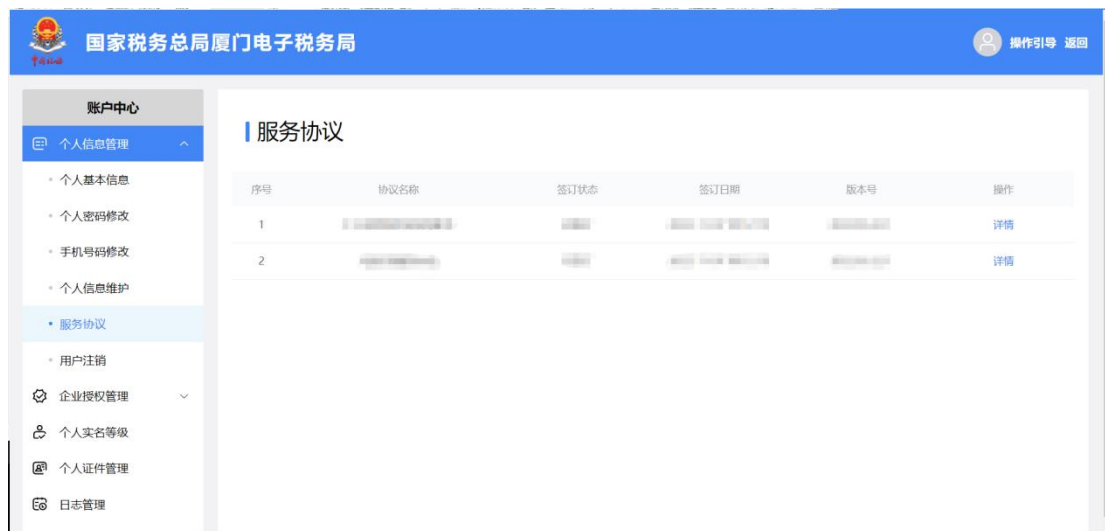 国家税务总局厦门电子税务局
操作引导 返回
账户中心
个人信息管理
个人基本信息
个人密码修改
手机号码修改
个人信息维护
服务协议
用户注销
企业授权管理
个人实名等级
个人证件管理
日志管理
服务协议
序号 协议名称 签订状态 签订日期 版本号 操作
1 详情
2 详情